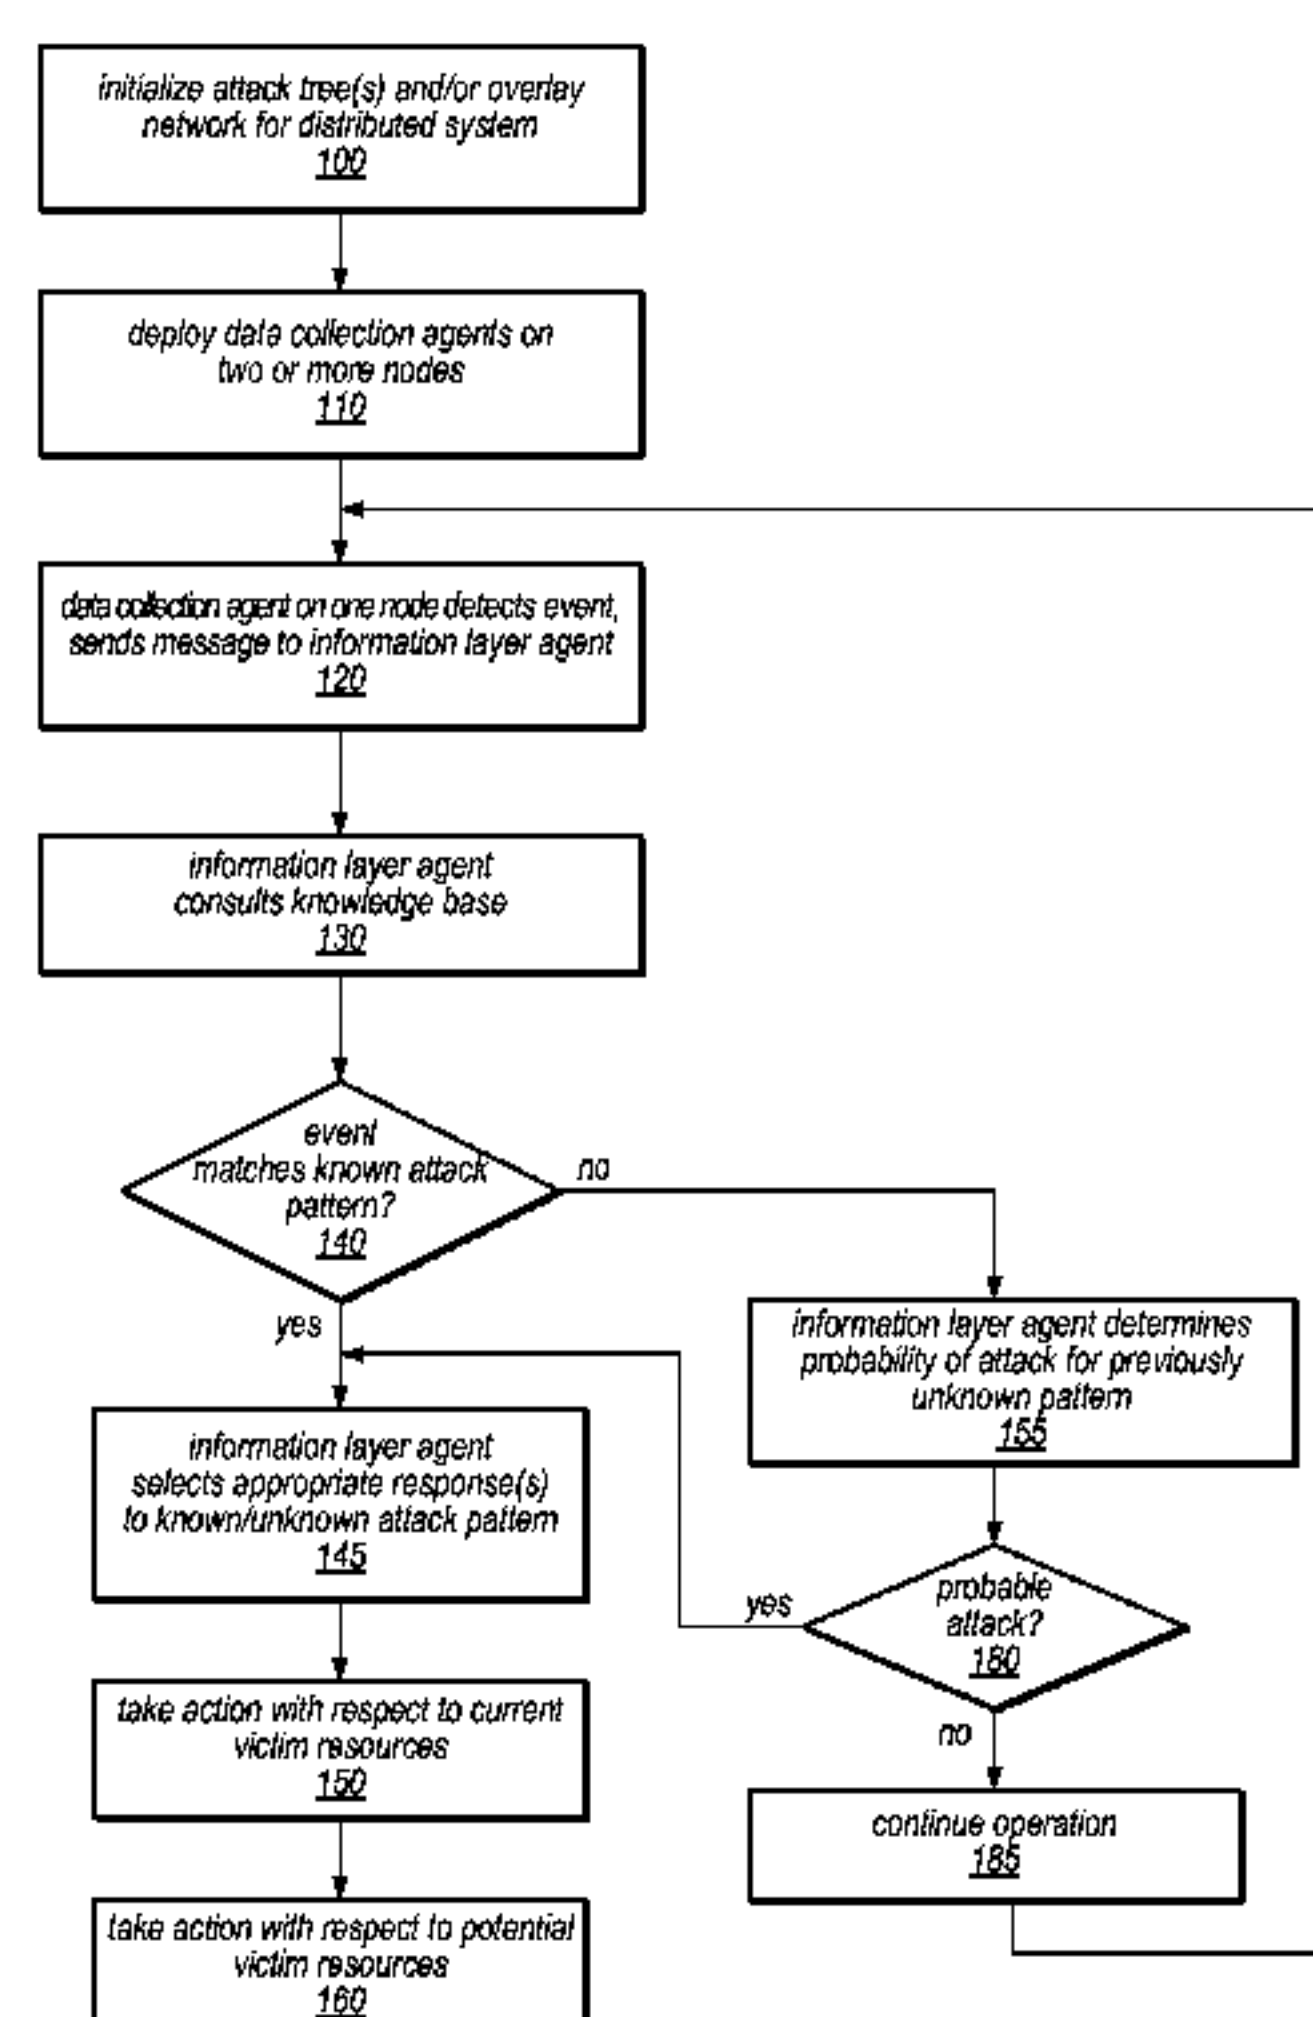 initialize attack tree(s) and/or overlay
network for distributed system
100
deploy data collection agents on
two or more nodes
110
data collection agent on one node detects event,
sends message to information layer agent
120
information layer agent
consults knowledge base
130
event
matches known attack
pattern?
140
no
yes
information layer agent determines
probability of attack for previously
unknown pattern
155
information layer agent
selects appropriate response(s)
to known/unknown attack pattern
145
probable
attack?
180
yes
no
take action with respect to current
victim resources
150
continue operation
185
take action with respect to potential
victim resources
160